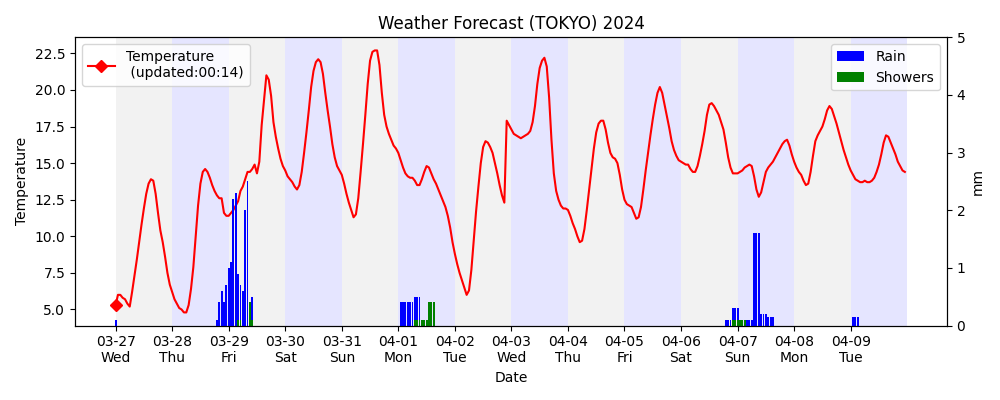 Weather Forecast (TOKYO) 2024
Temperature
(updated:00:14)
Rain
Showers
22.5
20.0
17.5
15.0
12.5
10.0
7.5
5.0
Temperature
5
4
3
2
1
0
mm
03-27 03-28 03-29 03-30 03-31 04-01 04-02 04-03 04-04 04-05 04-06 04-07 04-08 04-09
Wed Thu Fri Sat Sun Mon Tue Wed Thu Fri Sat Sun Mon Tue
Date